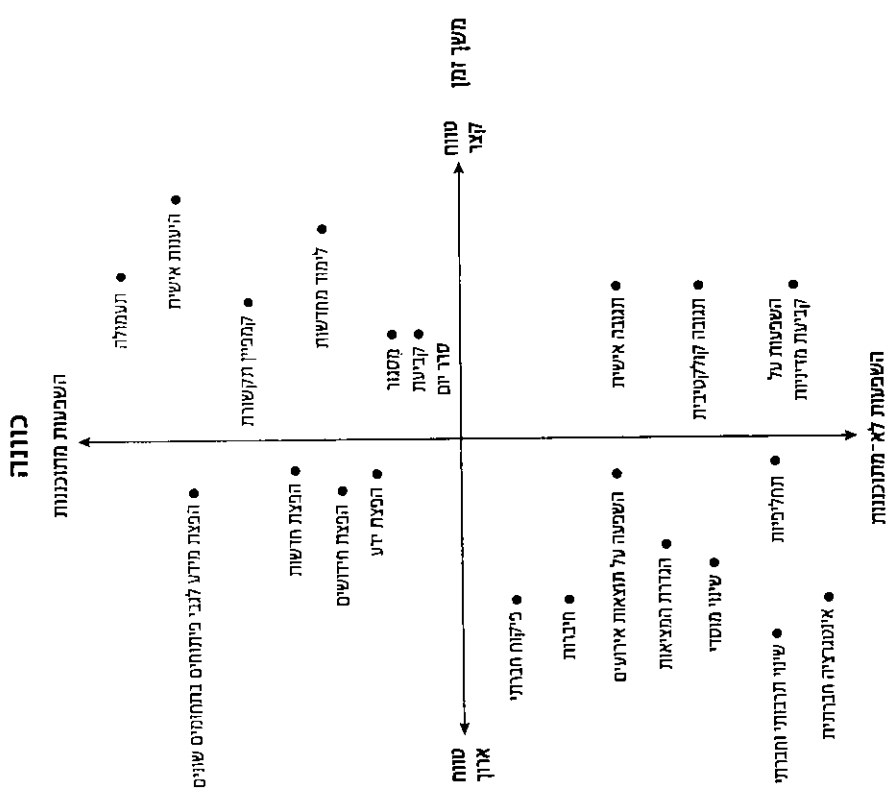 כוונה
השפעות מתוכננות
תעמולה
היענות אישית
קמפיין תקשורת
לימוד מחדשות
מִסגור
קביעת
סדר יום
הפצת מידע לגבי פיתוחים בתחומים שונים
הפצת חדשות
הפצת חידושים
הפצת ידע
משך זמן
טווח
קצר
טווח
ארוך
תגובה אישית
תגובה קולקטיבית
השפעות על
קביעת מדיניות
פיקוח חברתי
חיברות
השפעה על תוצאות אירועים
הגדרת המציאות
שינוי מוסדי
תחליפיות
שינוי תרבותי וחברתי
אינטגרציה חברתית
השפעות לא-מתוכננות